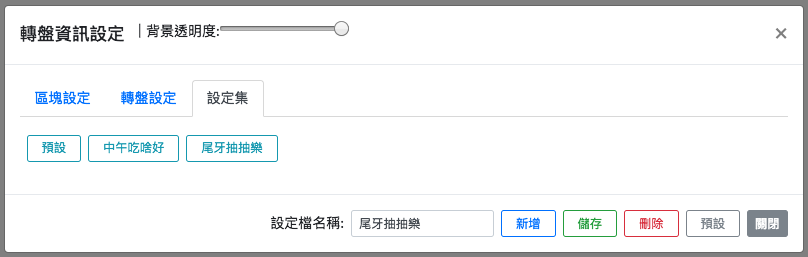 轉盤資訊設定 | 背景透明度: ×
區塊設定 轉盤設定 設定集
預設 中午吃啥好 尾牙抽抽樂
設定檔名稱: 尾牙抽抽樂 新增 儲存 刪除 預設 關閉